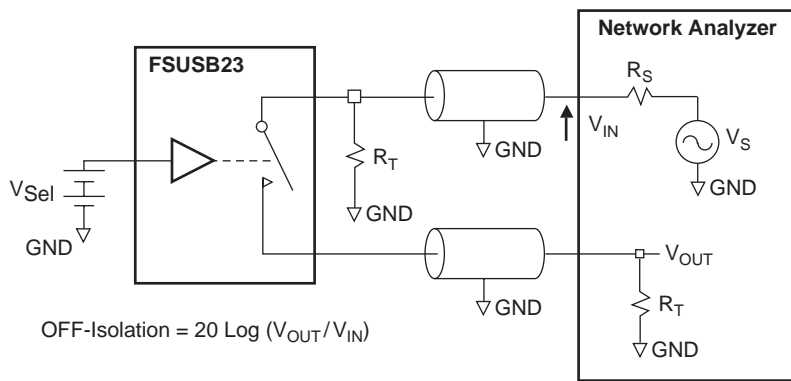 Network Analyzer
FSUSB23
R_S
V_IN
V_S
GND
GND
R_T
V_Sel
GND
GND
V_OUT
GND
R_T
GND
OFF-Isolation = 20 Log (V_OUT/V_IN)